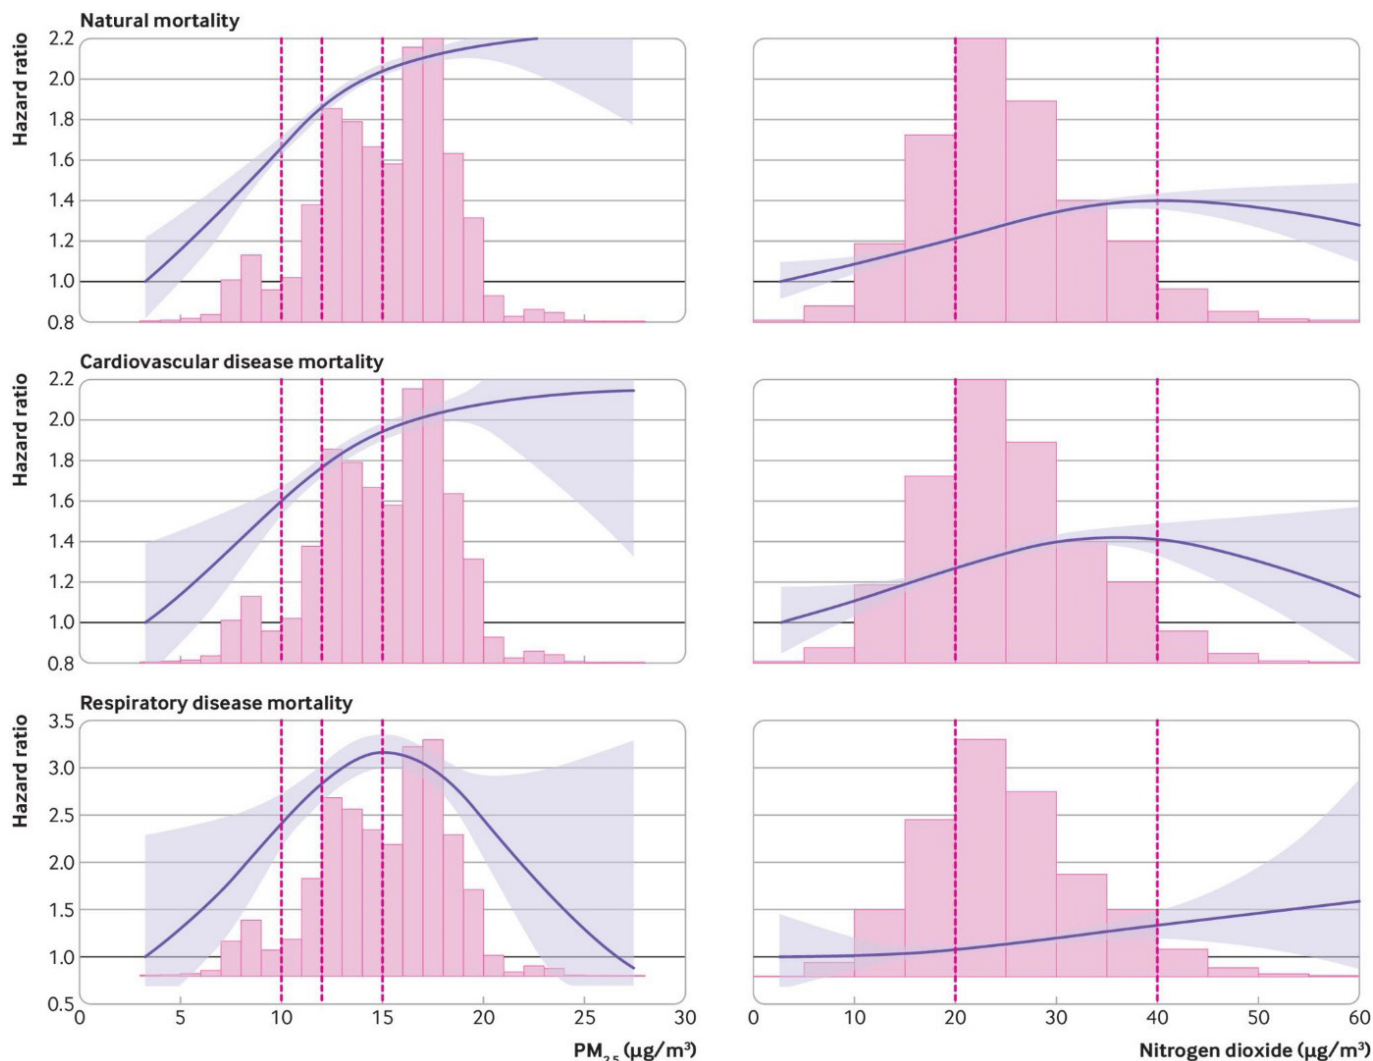 Natural mortality
Hazard ratio
2.2
2.0
1.8
1.6
1.4
1.2
1.0
0.8
Cardiovascular disease mortality
Hazard ratio
2.2
2.0
1.8
1.6
1.4
1.2
1.0
0.8
Respiratory disease mortality
Hazard ratio
3.5
3.0
2.5
2.0
1.5
1.0
0.5
0 5 10 15 20 25 30
PM2.5 (µg/m³)
0 10 20 30 40 50 60
Nitrogen dioxide (µg/m³)